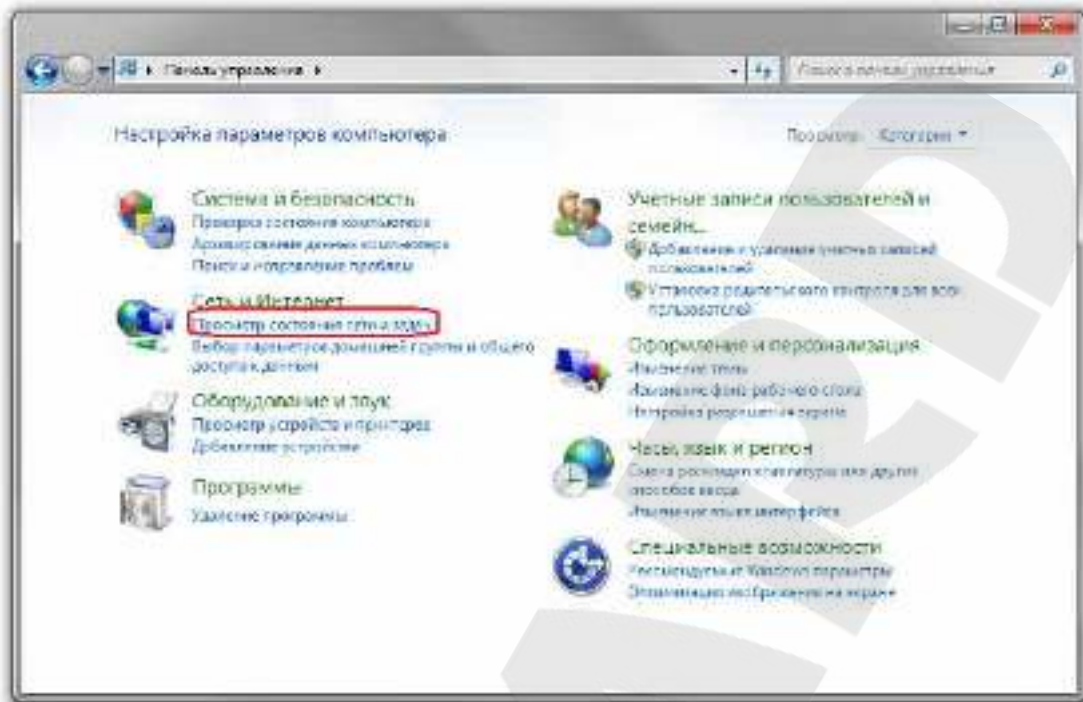 Панель управления
Поиск в панели управления
Настройка параметров компьютера
Просмотр: Категория
Система и безопасность
Проверка состояния компьютера
Архивирование данных компьютера
Поиск и исправление проблем
Сеть и Интернет
Просмотр состояния сети и задач
Выбор параметров домашней группы и общего
доступа к данным
Оборудование и звук
Просмотр устройств и принтеров
Добавление устройства
Программы
Удаление программы
Учетные записи пользователей и
семейн...
Добавление и удаление учетных записей
пользователей
Установка родительского контроля для всех
пользователей
Оформление и персонализация
Изменение темы
Изменение фона рабочего стола
Настройка разрешения экрана
Часы, язык и регион
Смена раскладки клавиатуры или других
способов ввода
Изменение языка интерфейса
Специальные возможности
Рекомендуемые Windows параметры
Оптимизация изображения на экране